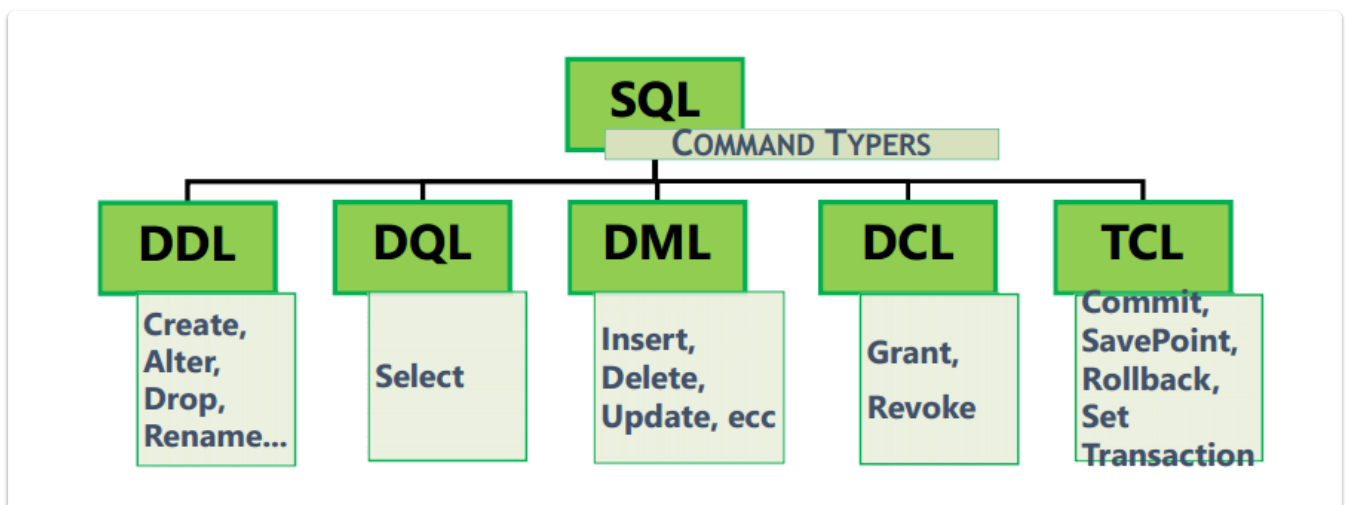 SQL
COMMAND TYPERS
DDL
Create,
Alter,
Drop,
Rename...
DQL
Select
DML
Insert,
Delete,
Update, ecc
DCL
Grant,
Revoke
TCL
Commit,
SavePoint,
Rollback,
Set
Transaction